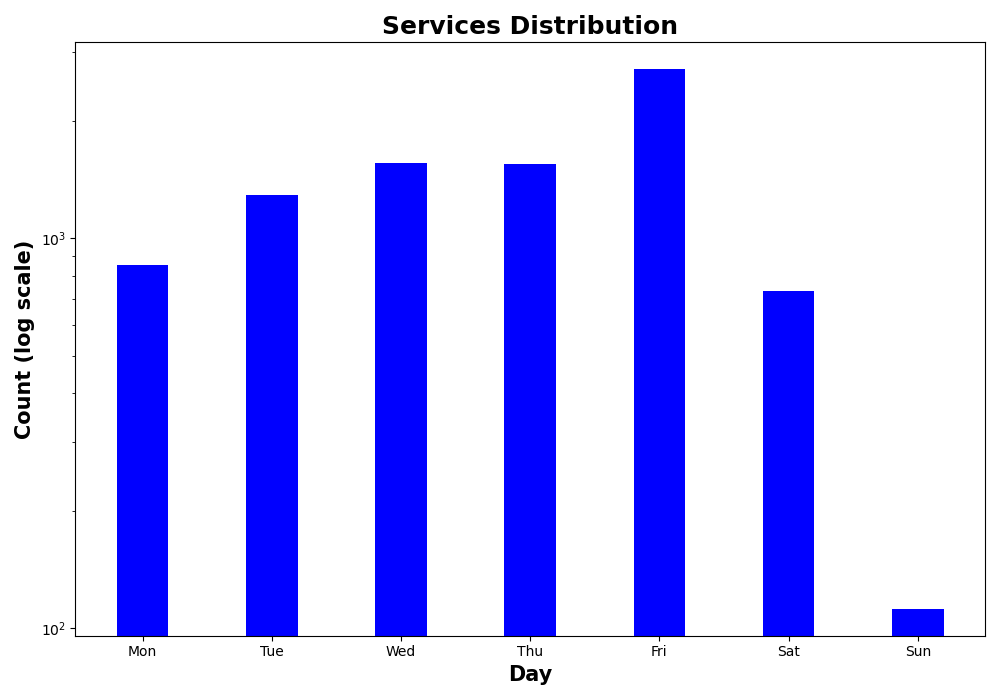 Services Distribution
Count (log scale)
10³
10²
Mon Tue Wed Thu Fri Sat Sun
Day